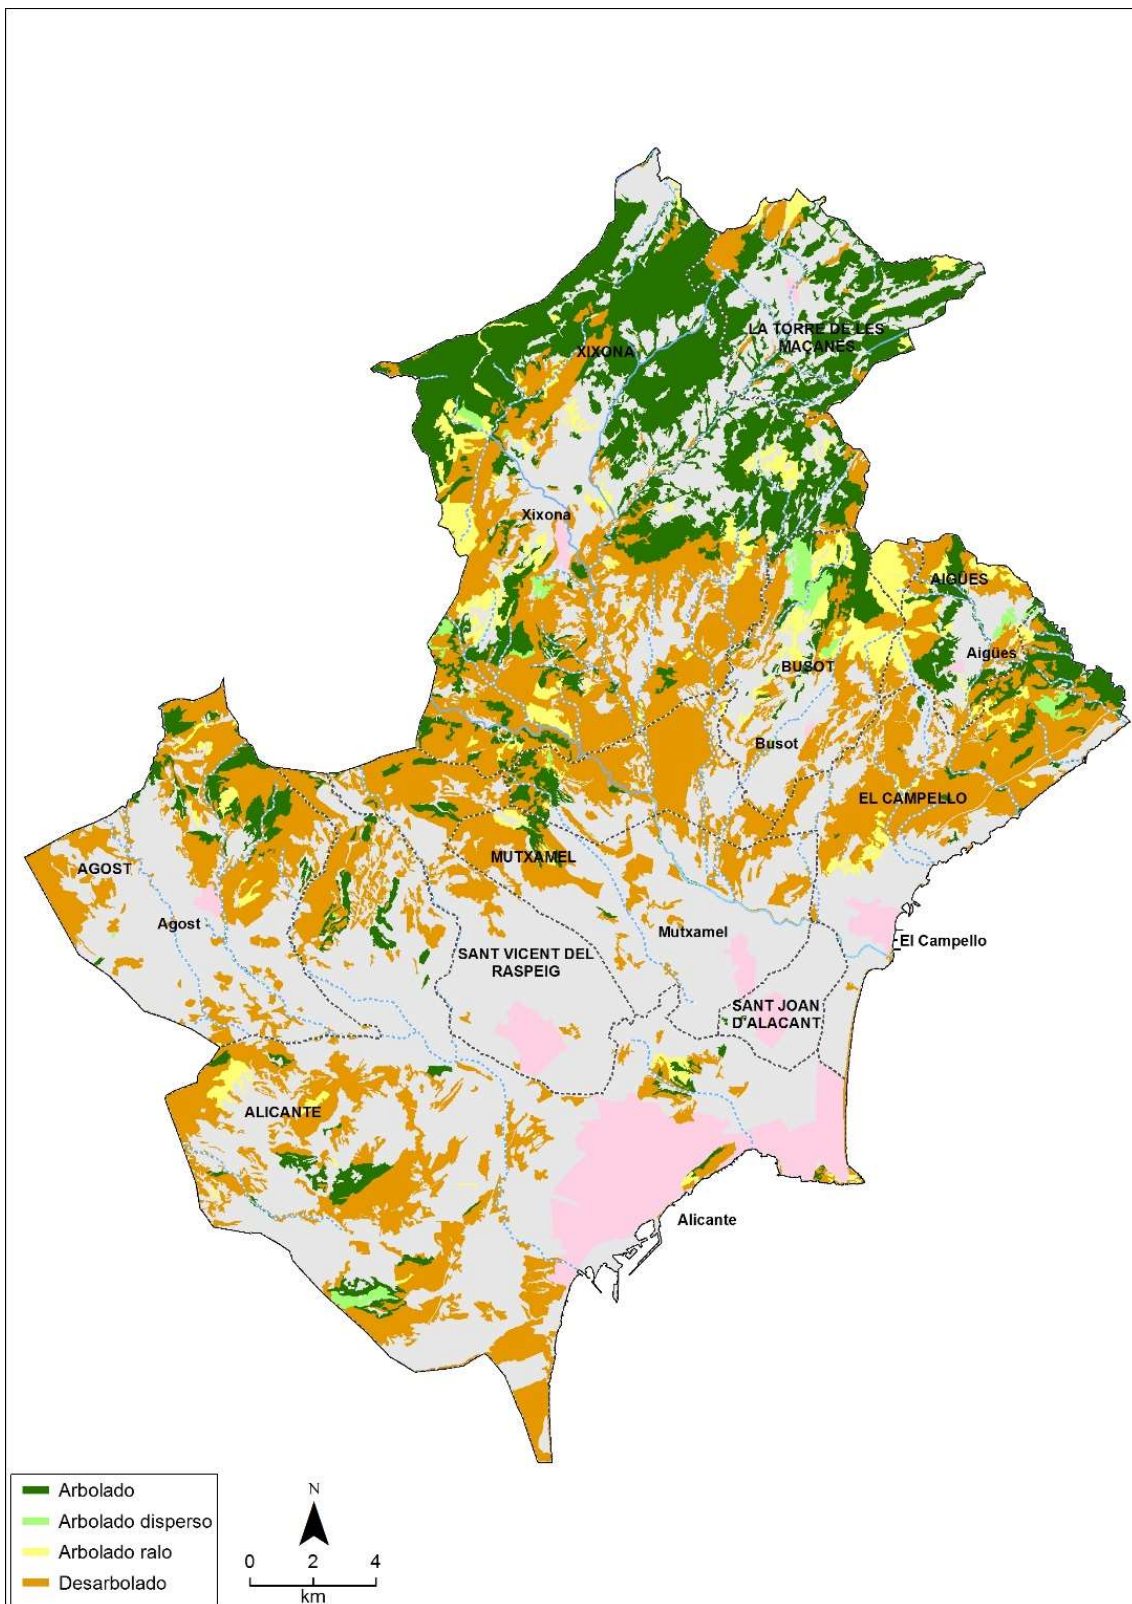 XIXONA
LA TORRE DE LES
MAÇANES
Xixona
AIGÜES
Aigües
BUSOT
Busot
EL CAMPELLO
AGOST
MUTXAMEL
Agost
Mutxamel
El Campello
SANT VICENT DEL
RASPEIG
SANT JOAN
D'ALACANT
ALICANTE
Alicante
Arbolado
Arbolado disperso
Arbolado ralo
Desarbolado
N
0 2 4
km